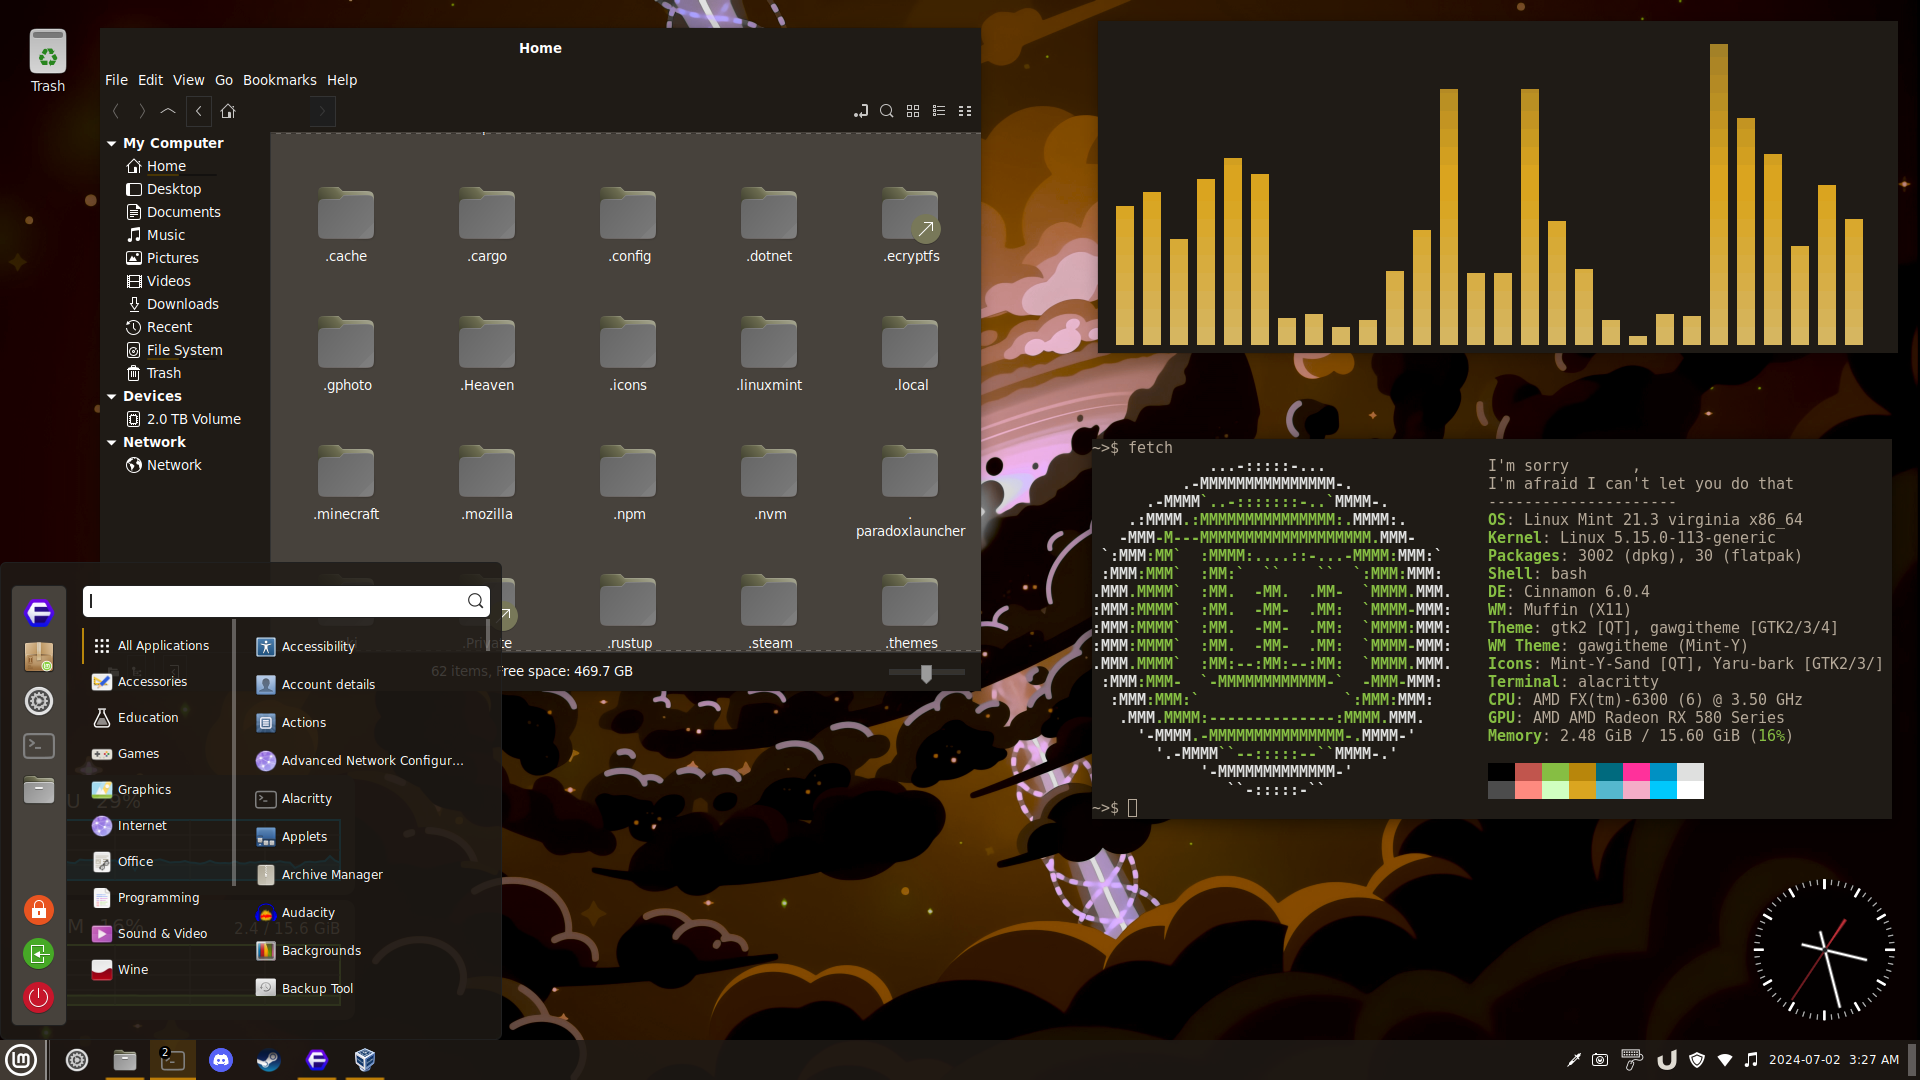 Trash
Home
File Edit View Go Bookmarks Help
My Computer
Home
Desktop
Documents
Music
Pictures
Videos
Downloads
Recent
File System
Trash
Devices
2.0 TB Volume
Network
Network
.cache .cargo .config .dotnet .ecryptfs
.gphoto .Heaven .icons .linuxmint .local
.minecraft .mozilla .npm .nvm .
paradoxlauncher
.rustup .steam .themes
62 items, Free space: 469.7 GB
All Applications
Accessories
Education
Games
Graphics
Internet
Office
Programming
Sound & Video
Wine
Accessibility
Account details
Actions
Advanced Network Configur...
Alacritty
Applets
Archive Manager
Audacity
Backgrounds
Backup Tool
29%
16%
2.4 / 15.6 GiB
~>$ fetch
I'm sorry       ,
I'm afraid I can't let you do that
---------------------
OS: Linux Mint 21.3 virginia x86_64
Kernel: Linux 5.15.0-113-generic
Packages: 3002 (dpkg), 30 (flatpak)
Shell: bash
DE: Cinnamon 6.0.4
WM: Muffin (X11)
Theme: gtk2 [QT], gawgitheme [GTK2/3/4]
WM Theme: gawgitheme (Mint-Y)
Icons: Mint-Y-Sand [QT], Yaru-bark [GTK2/3/]
Terminal: alacritty
CPU: AMD FX(tm)-6300 (6) @ 3.50 GHz
GPU: AMD AMD Radeon RX 580 Series
Memory: 2.48 GiB / 15.60 GiB (16%)
~>$
2
2024-07-02 3:27 AM